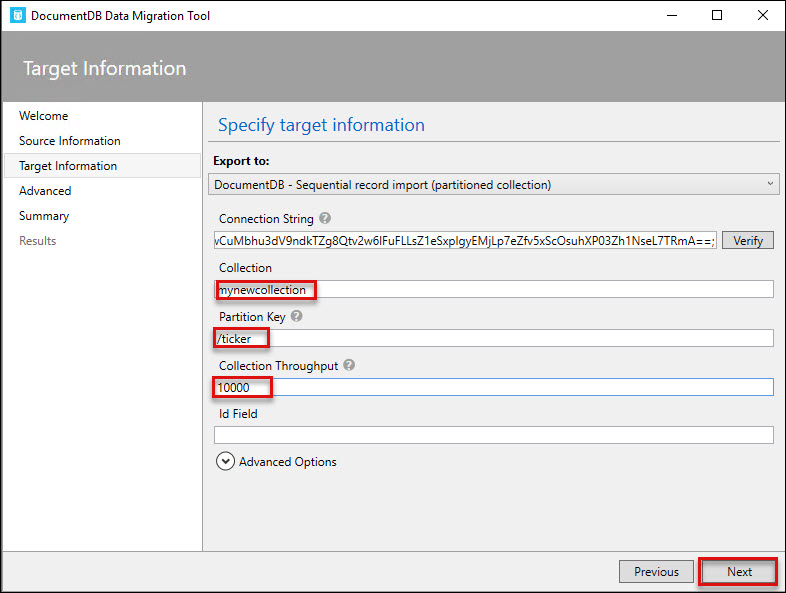 DocumentDB Data Migration Tool
Target Information
Welcome
Source Information
Target Information
Advanced
Summary
Results
Specify target information
Export to:
DocumentDB - Sequential record import (partitioned collection)
Connection String
Verify
Collection
mynewcollection
Partition Key
/ticker
Collection Throughput
10000
Id Field
Advanced Options
Previous
Next